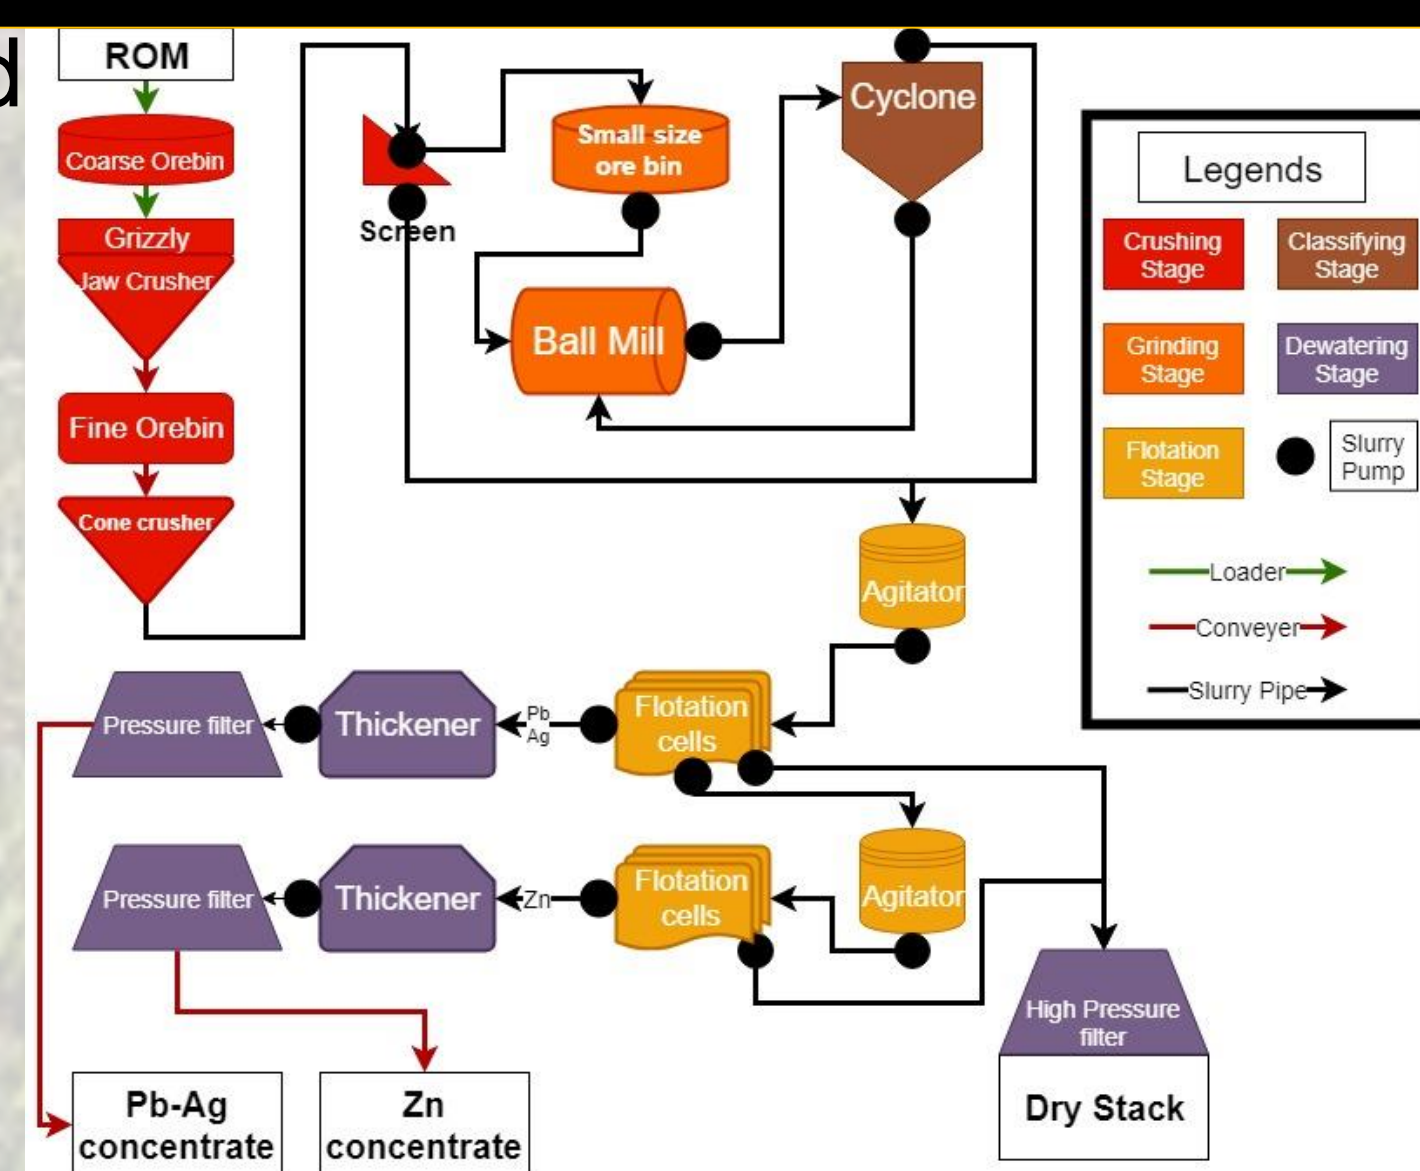 d
ROM
Coarse Orebin
Grizzly
Jaw Crusher
Fine Orebin
Cone crusher
Screen
Small size
ore bin
Ball Mill
Cyclone
Agitator
Flotation
cells
Pb
Ag
Thickener
Pressure filter
Agitator
Flotation
cells
Zn
Thickener
Pressure filter
High Pressure
filter
Dry Stack
Pb-Ag
concentrate
Zn
concentrate
Legends
Crushing
Stage
Classifying
Stage
Grinding
Stage
Dewatering
Stage
Flotation
Stage
Slurry
Pump
Loader
Conveyer
Slurry Pipe